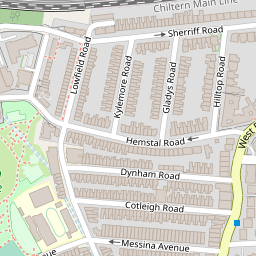 Chiltern Main Line
Sherriff Road
Lowfield Road
Kylemore Road
Gladys Road
Hilltop Road
Hemstal Road
West
Dynham Road
Cotleigh Road
Messina Avenue